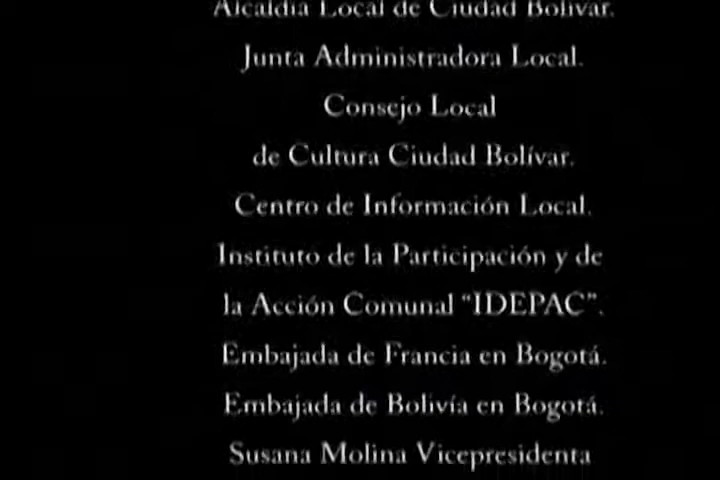 Alcaldía Local de Ciudad Bolívar.
Junta Administradora Local.
Consejo Local
de Cultura Ciudad Bolívar.
Centro de Información Local.
Instituto de la Participación y de
la Acción Comunal “IDEPAC”.
Embajada de Francia en Bogotá.
Embajada de Bolivía en Bogotá.
Susana Molina Vicepresidenta